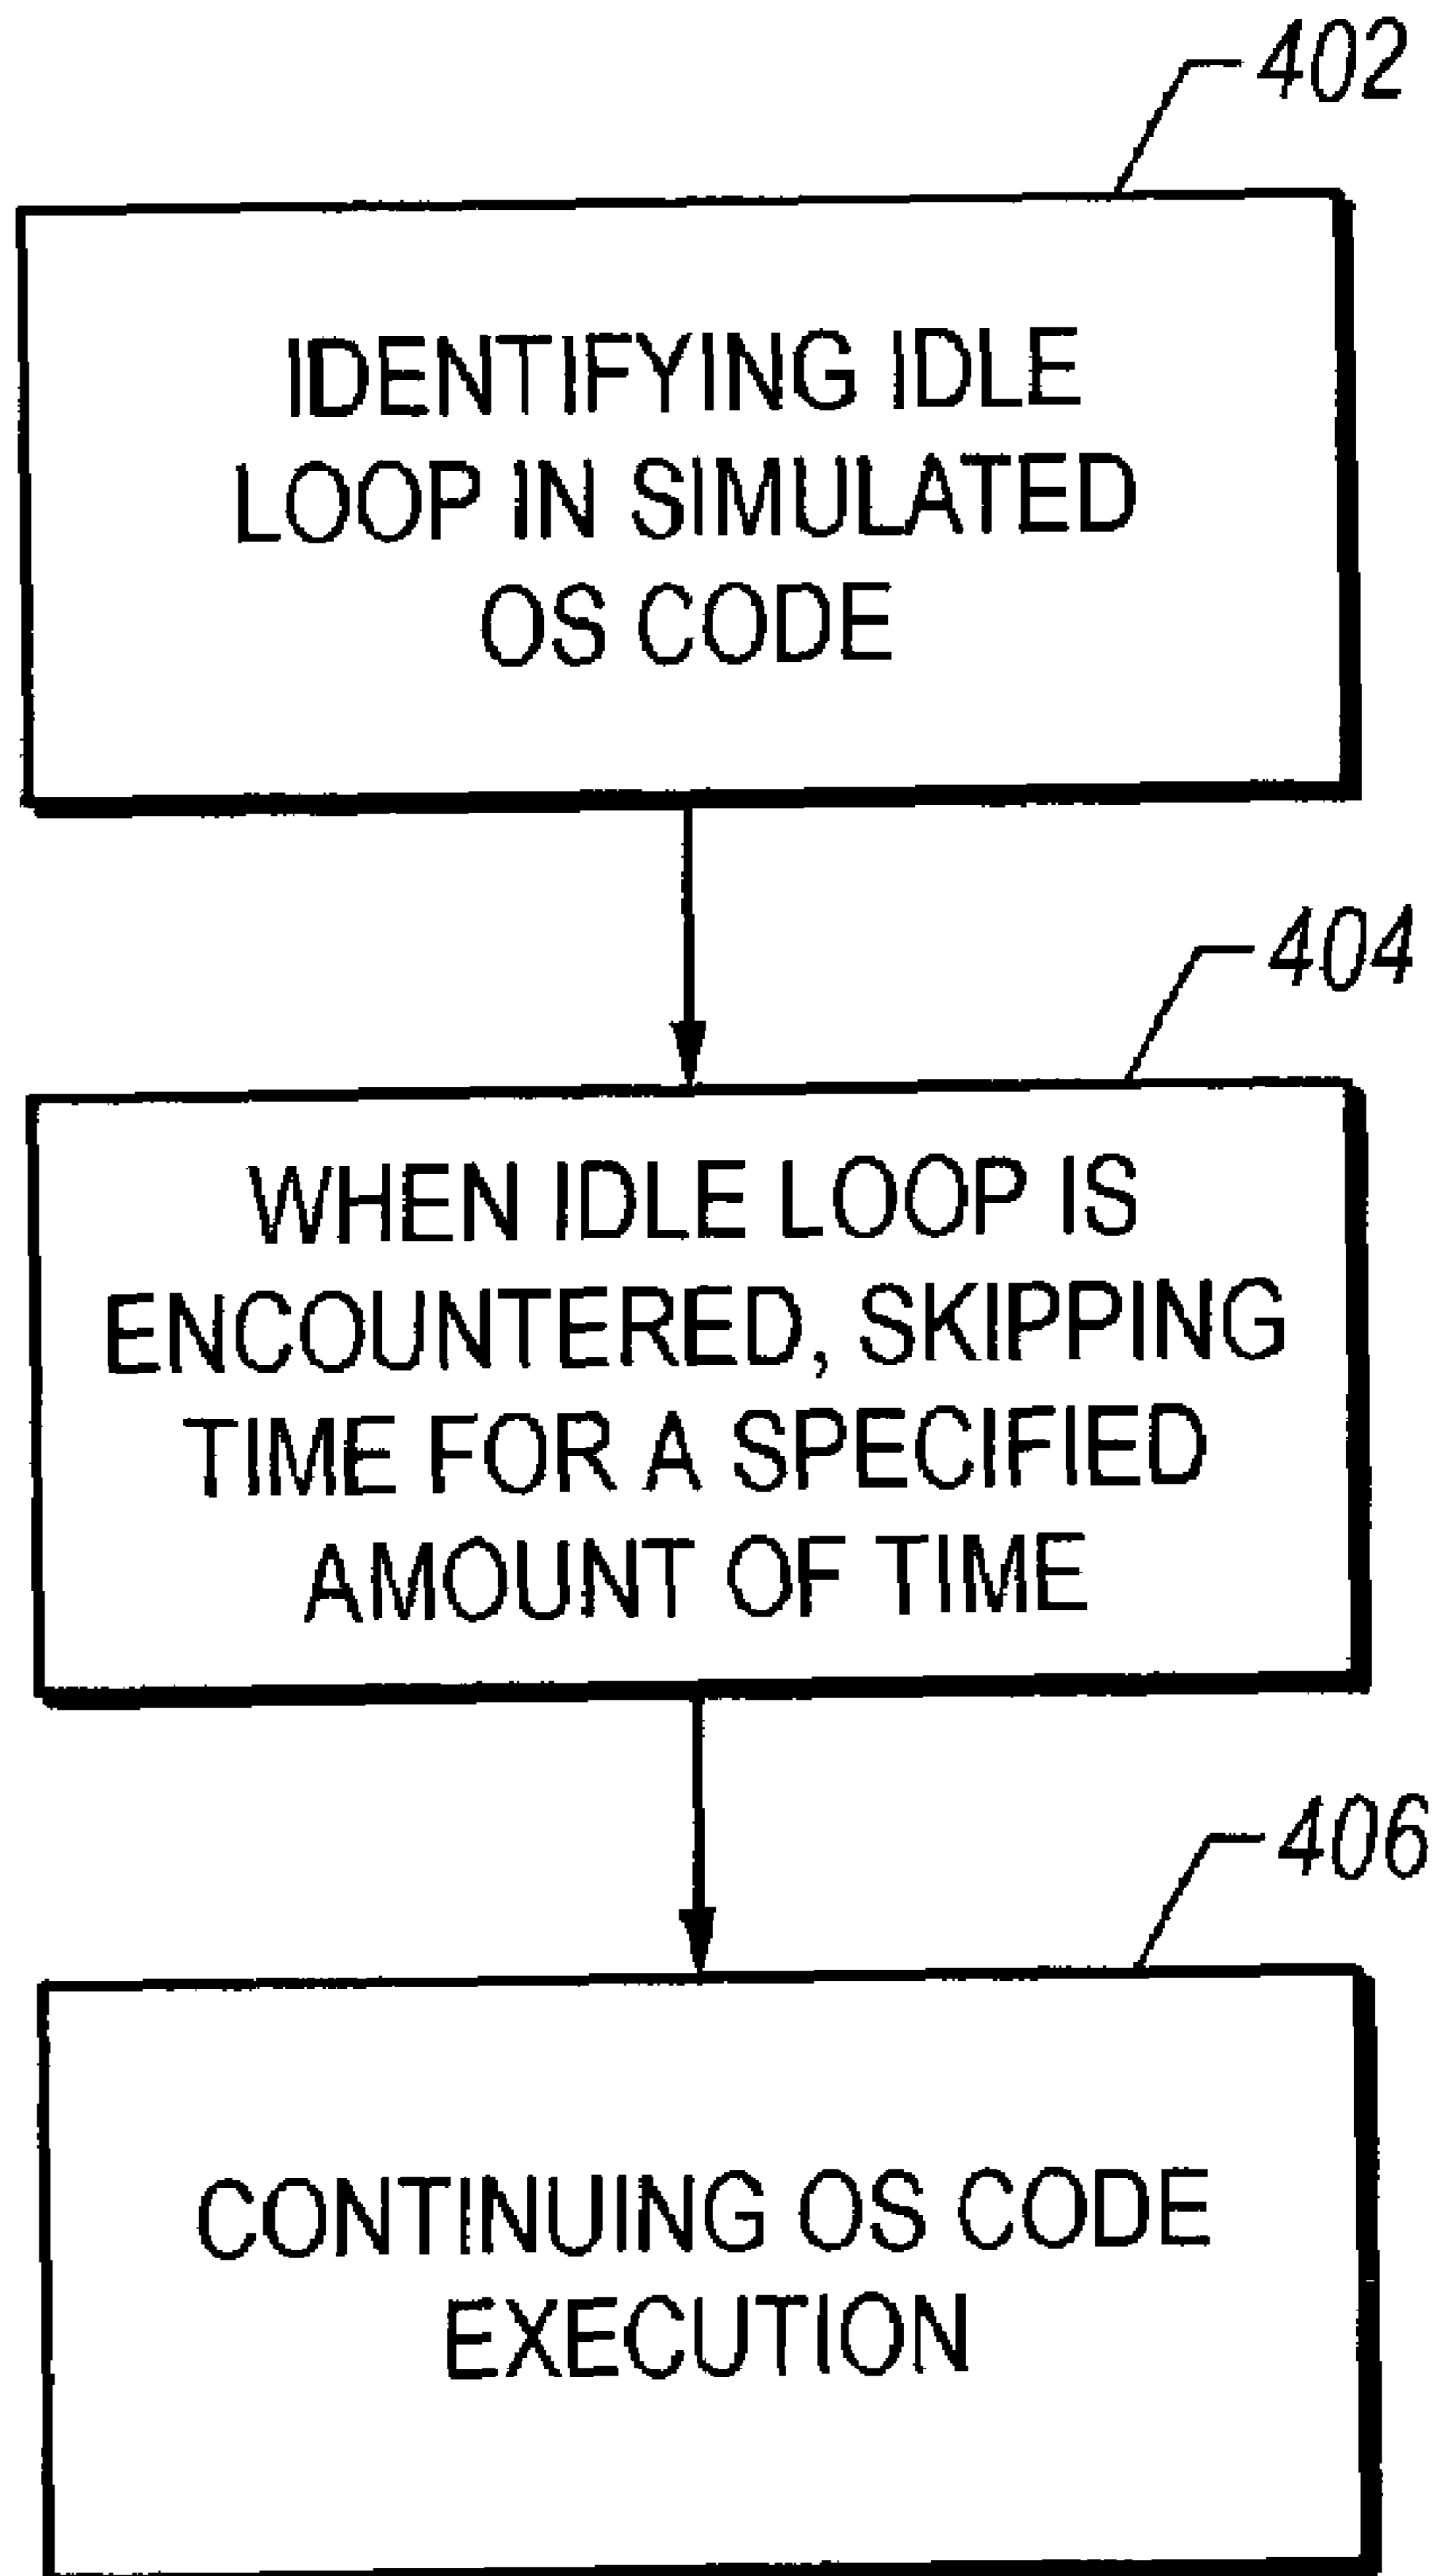 402
IDENTIFYING IDLE
LOOP IN SIMULATED
OS CODE
404
WHEN IDLE LOOP IS
ENCOUNTERED, SKIPPING
TIME FOR A SPECIFIED
AMOUNT OF TIME
406
CONTINUING OS CODE
EXECUTION